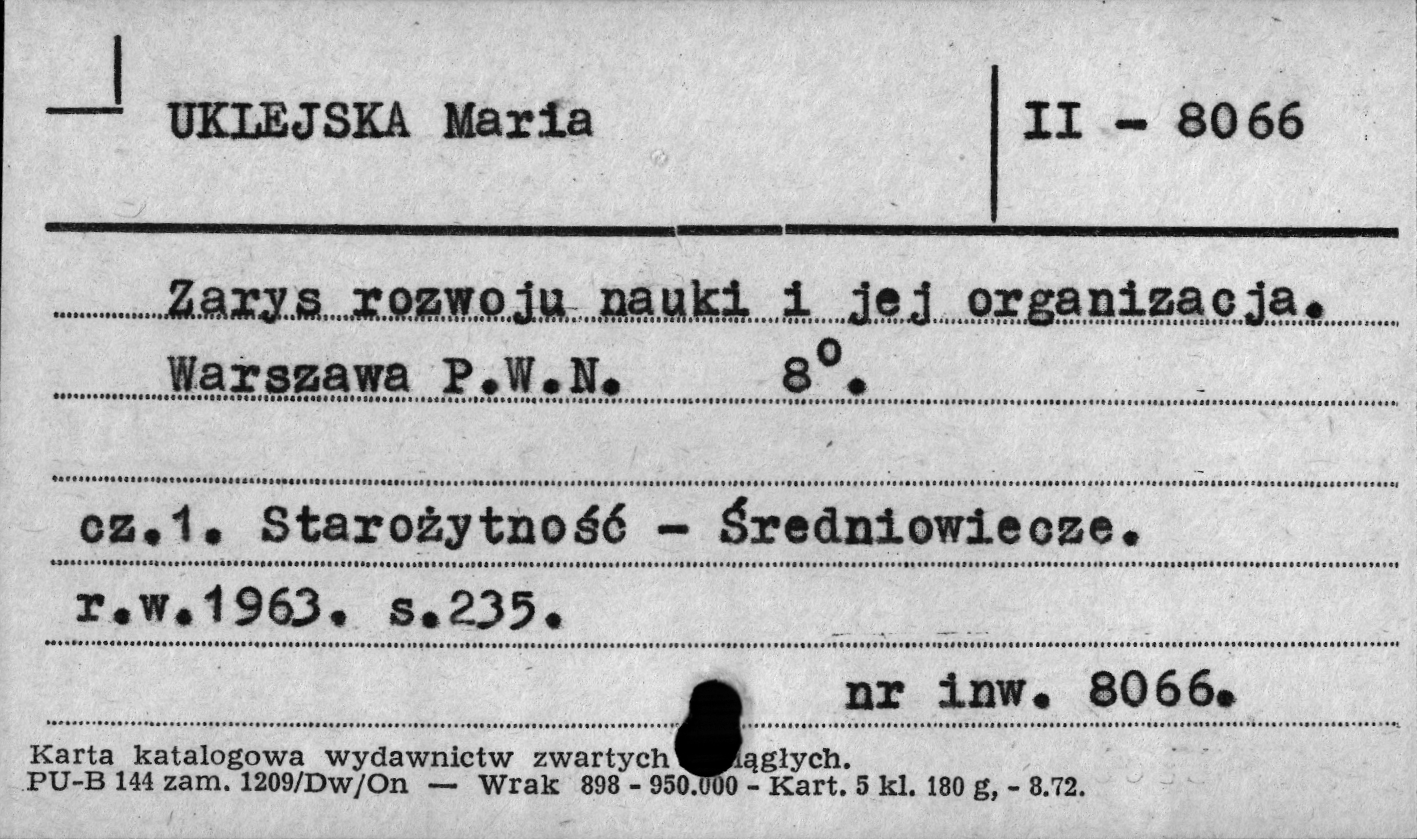 UKLEJSKA Maria
II - 8066
Zarys rozwoju nauki i jej organizacja.
Warszawa P.W.N. 8⁰.
cz.1. Starożytność - Średniowiecze.
r.w.1963. s.235.
nr inw. 8066.
Karta katalogowa wydawnictw zwartych
PU-B 144 zam. 1209/Dw/On — Wrak 898 - 950.000 - Kart. 5 kl. 180 g, - 8.72.